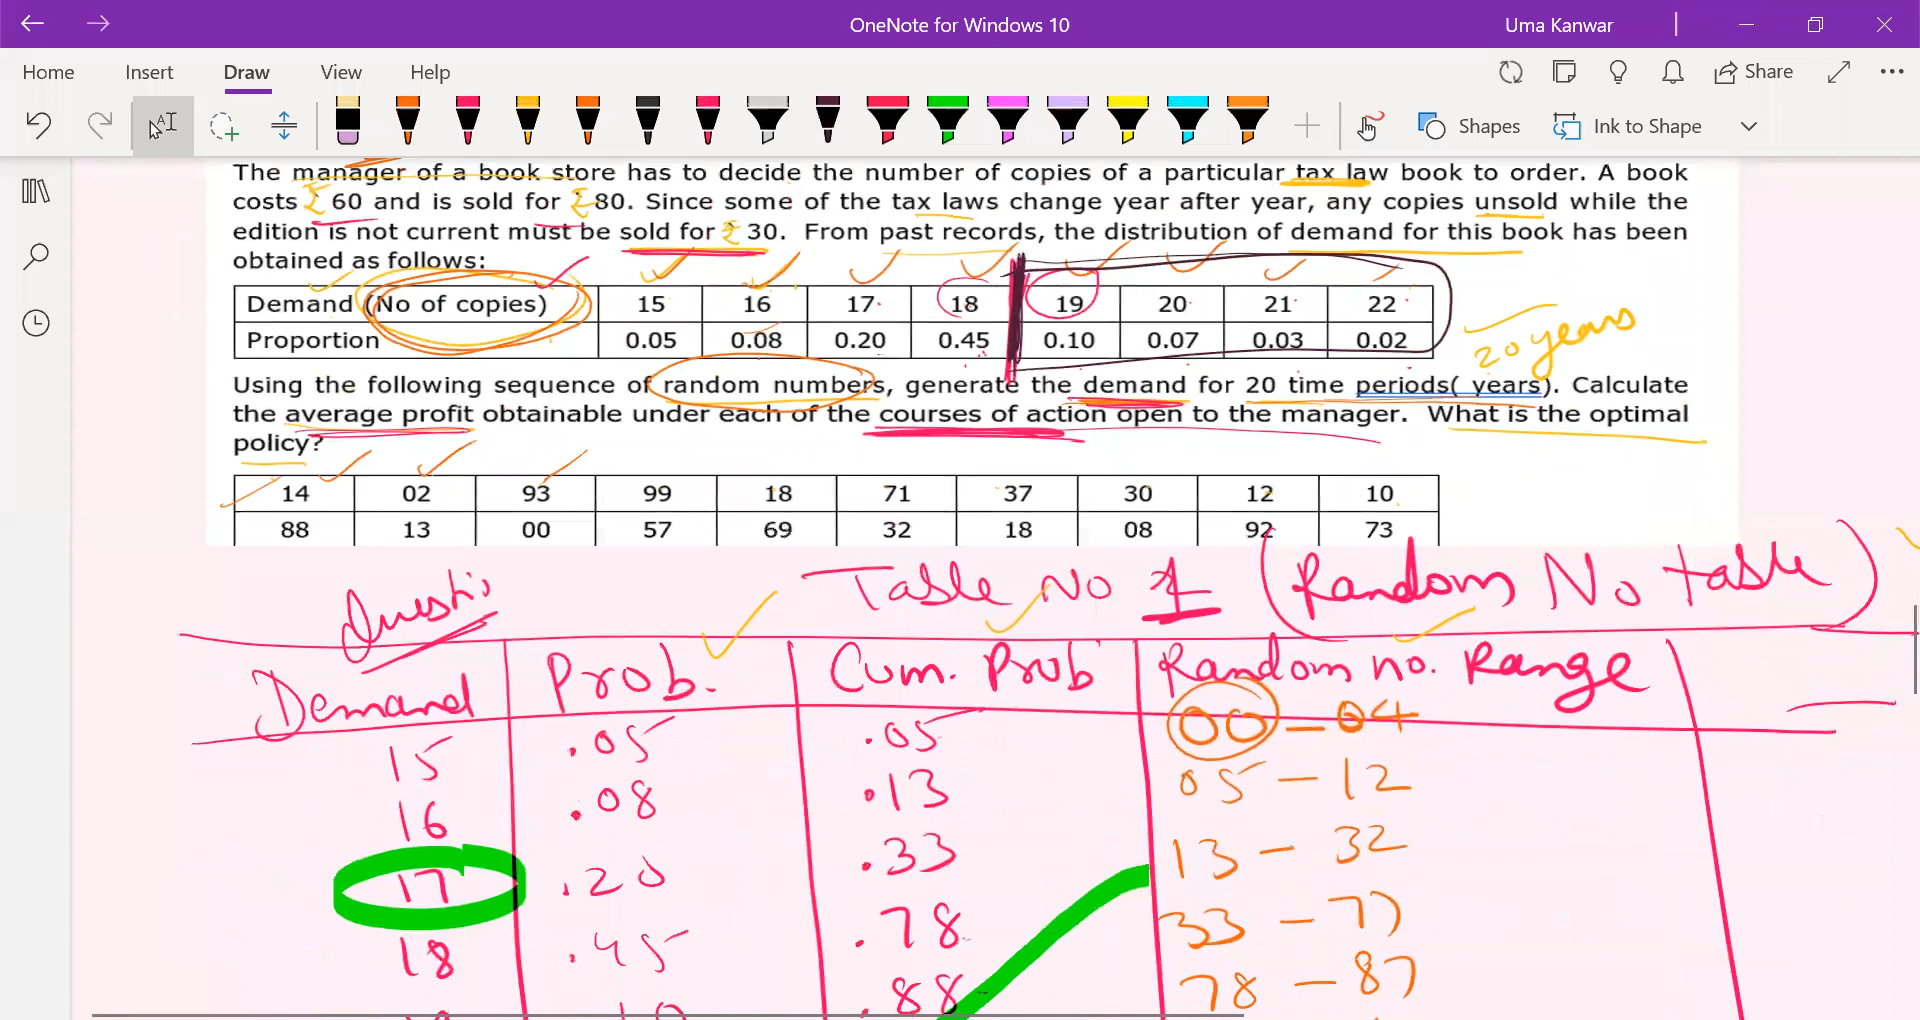 OneNote for Windows 10
Uma Kanwar
Home Insert Draw View Help
Share
Shapes Ink to Shape
The manager of a book store has to decide the number of copies of a particular tax law book to order. A book
costs ₹ 60 and is sold for ₹ 80. Since some of the tax laws change year after year, any copies unsold while the
edition is not current must be sold for ₹ 30. From past records, the distribution of demand for this book has been
obtained as follows:
Demand (No of copies) 15 16 17 18 19 20 21 22
Proportion 0.05 0.08 0.20 0.45 0.10 0.07 0.03 0.02
20 years
Using the following sequence of random numbers, generate the demand for 20 time periods( years). Calculate
the average profit obtainable under each of the courses of action open to the manager. What is the optimal
policy?
14 02 93 99 18 71 37 30 12 10
88 13 00 57 69 32 18 08 92 73
Table No 1 (Random No table)
Demand Prob. Cum. Prob Random no. Range
15 .05 .05 00 - 04
16 .08 .13 05 - 12
17 .20 .33 13 - 32
18 .45 .78 33 - 77
.88 78 - 87